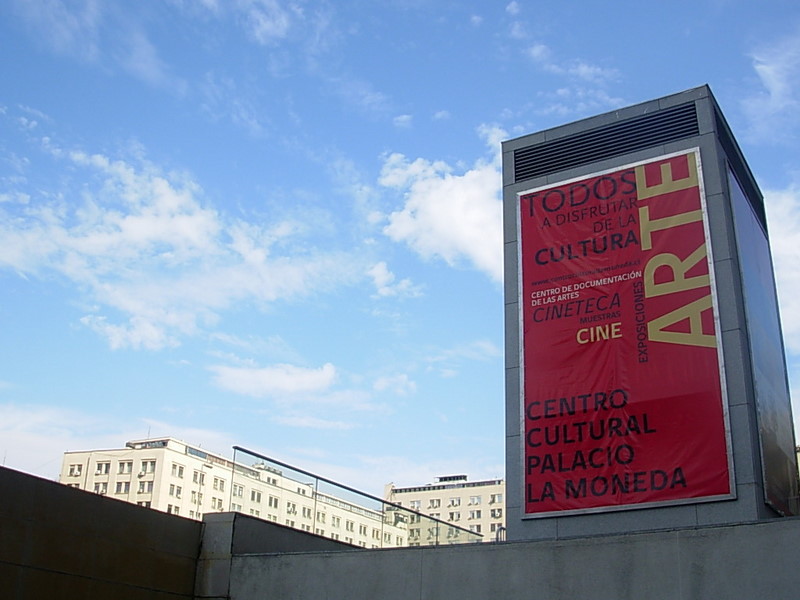 TODOS
A DISFRUTAR
DE LA
CULTURA
CENTRO DE DOCUMENTACIÓN
DE LAS ARTES
CINETECA
MUESTRAS
CINE
EXPOSICIONES
ARTE
CENTRO
CULTURAL
PALACIO
LA MONEDA